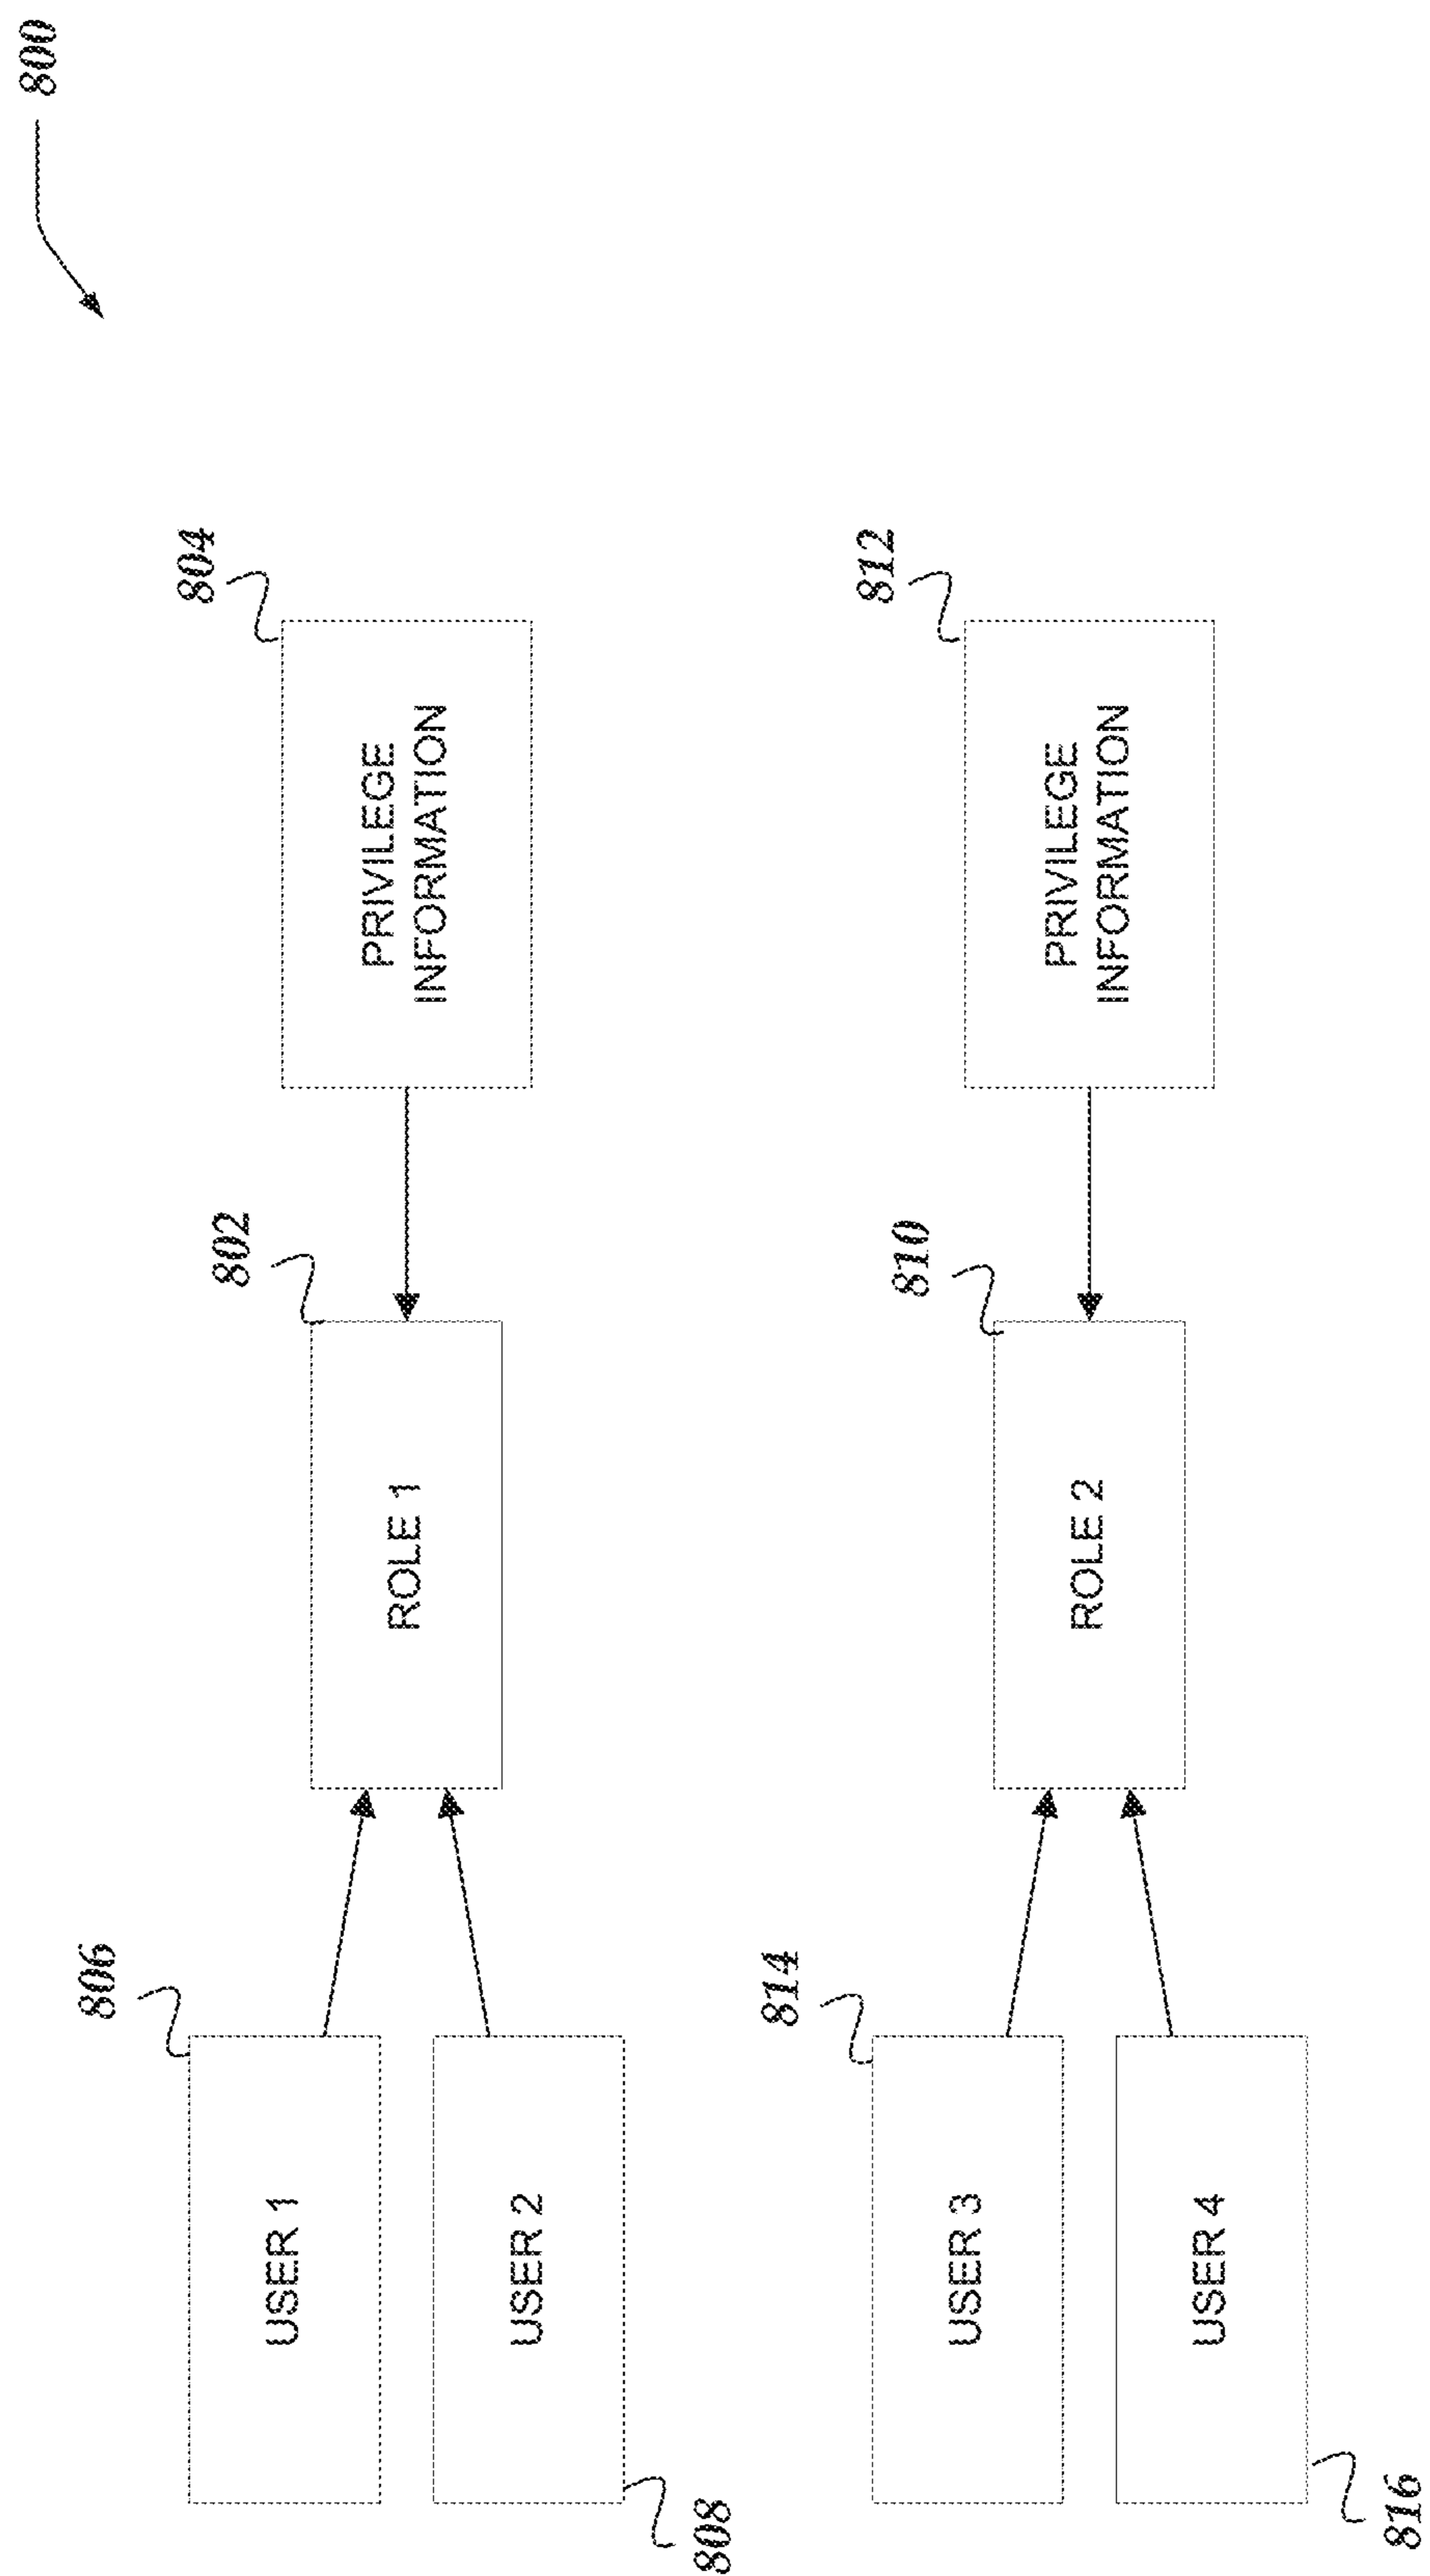 800
804
PRIVILEGE
INFORMATION
802
ROLE 1
806
USER 1
USER 2
808
812
PRIVILEGE
INFORMATION
810
ROLE 2
814
USER 3
USER 4
816